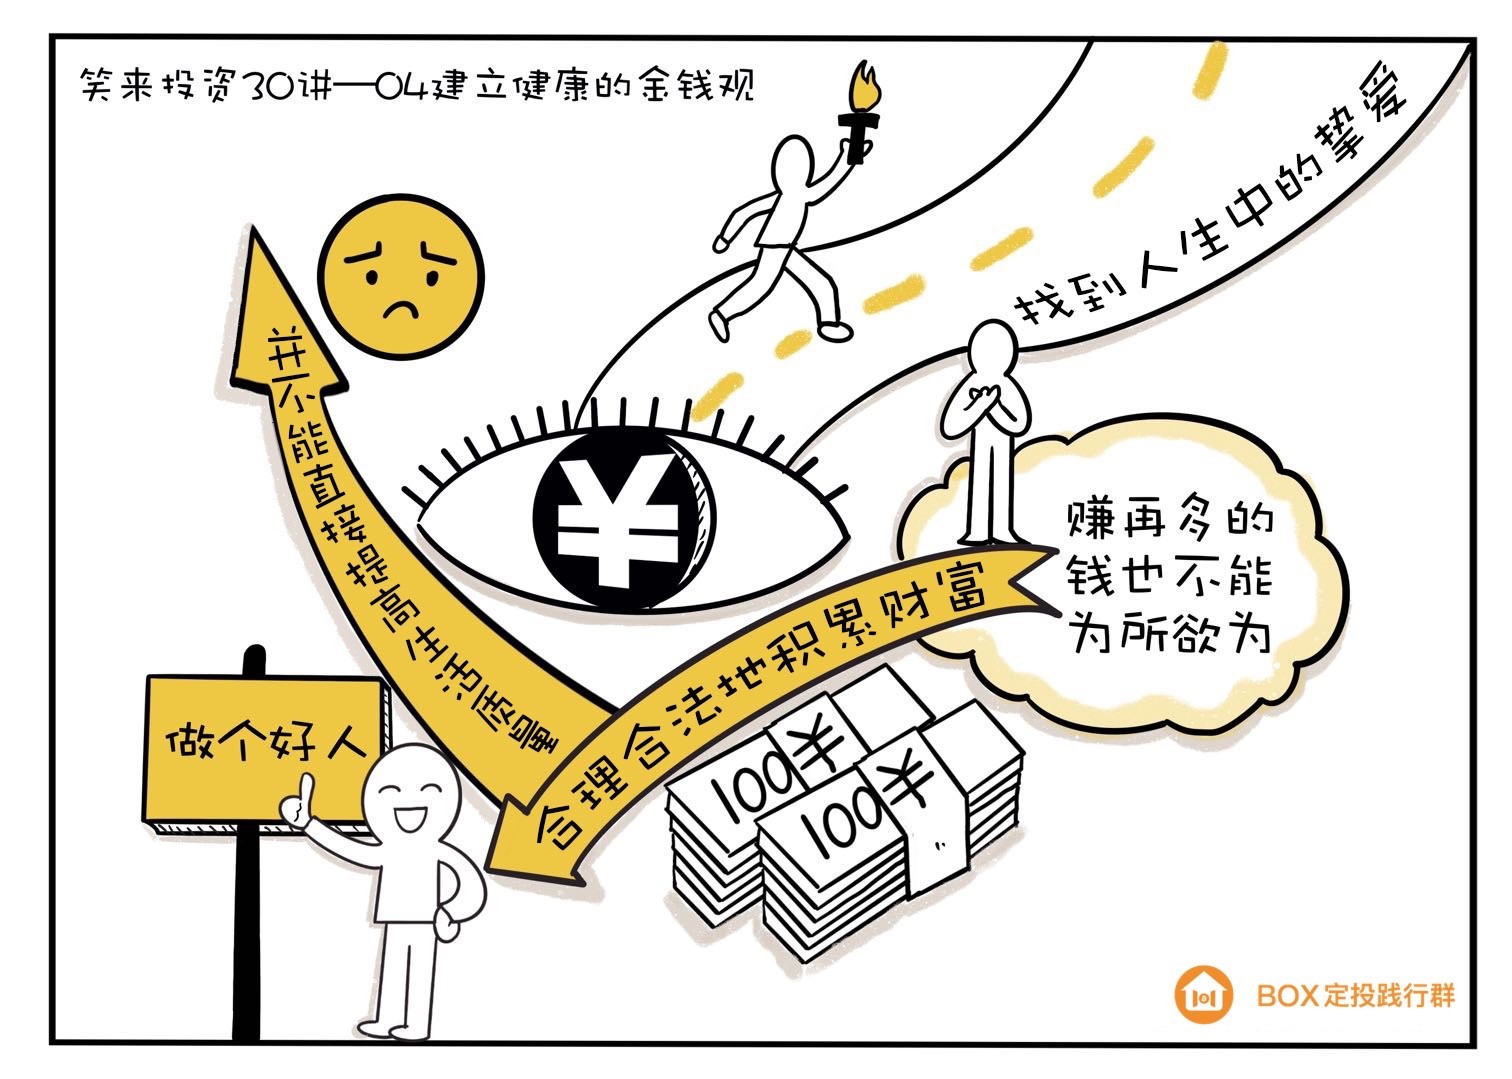 笑来投资30讲—04建立健康的金钱观
找到人生中的挚爱
并不能直接提高生活质量
¥
赚再多的
钱也不能
为所欲为
合理合法地积累财富
做个好人
100 ¥
100 ¥
BOX定投践行群